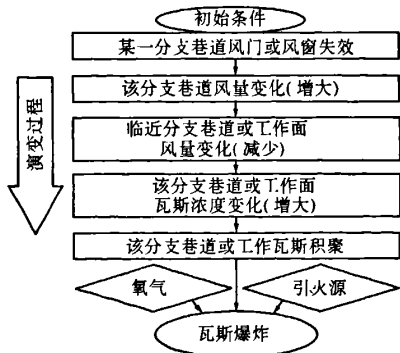 初始条件
某一分支巷道风门或风窗失效
该分支巷道风量变化(增大)
临近分支巷道或工作面
风量变化(减少)
该分支巷道或工作面
瓦斯浓度变化(增大)
该分支巷道或工作瓦斯积聚
氧气
引火源
瓦斯爆炸
演变过程